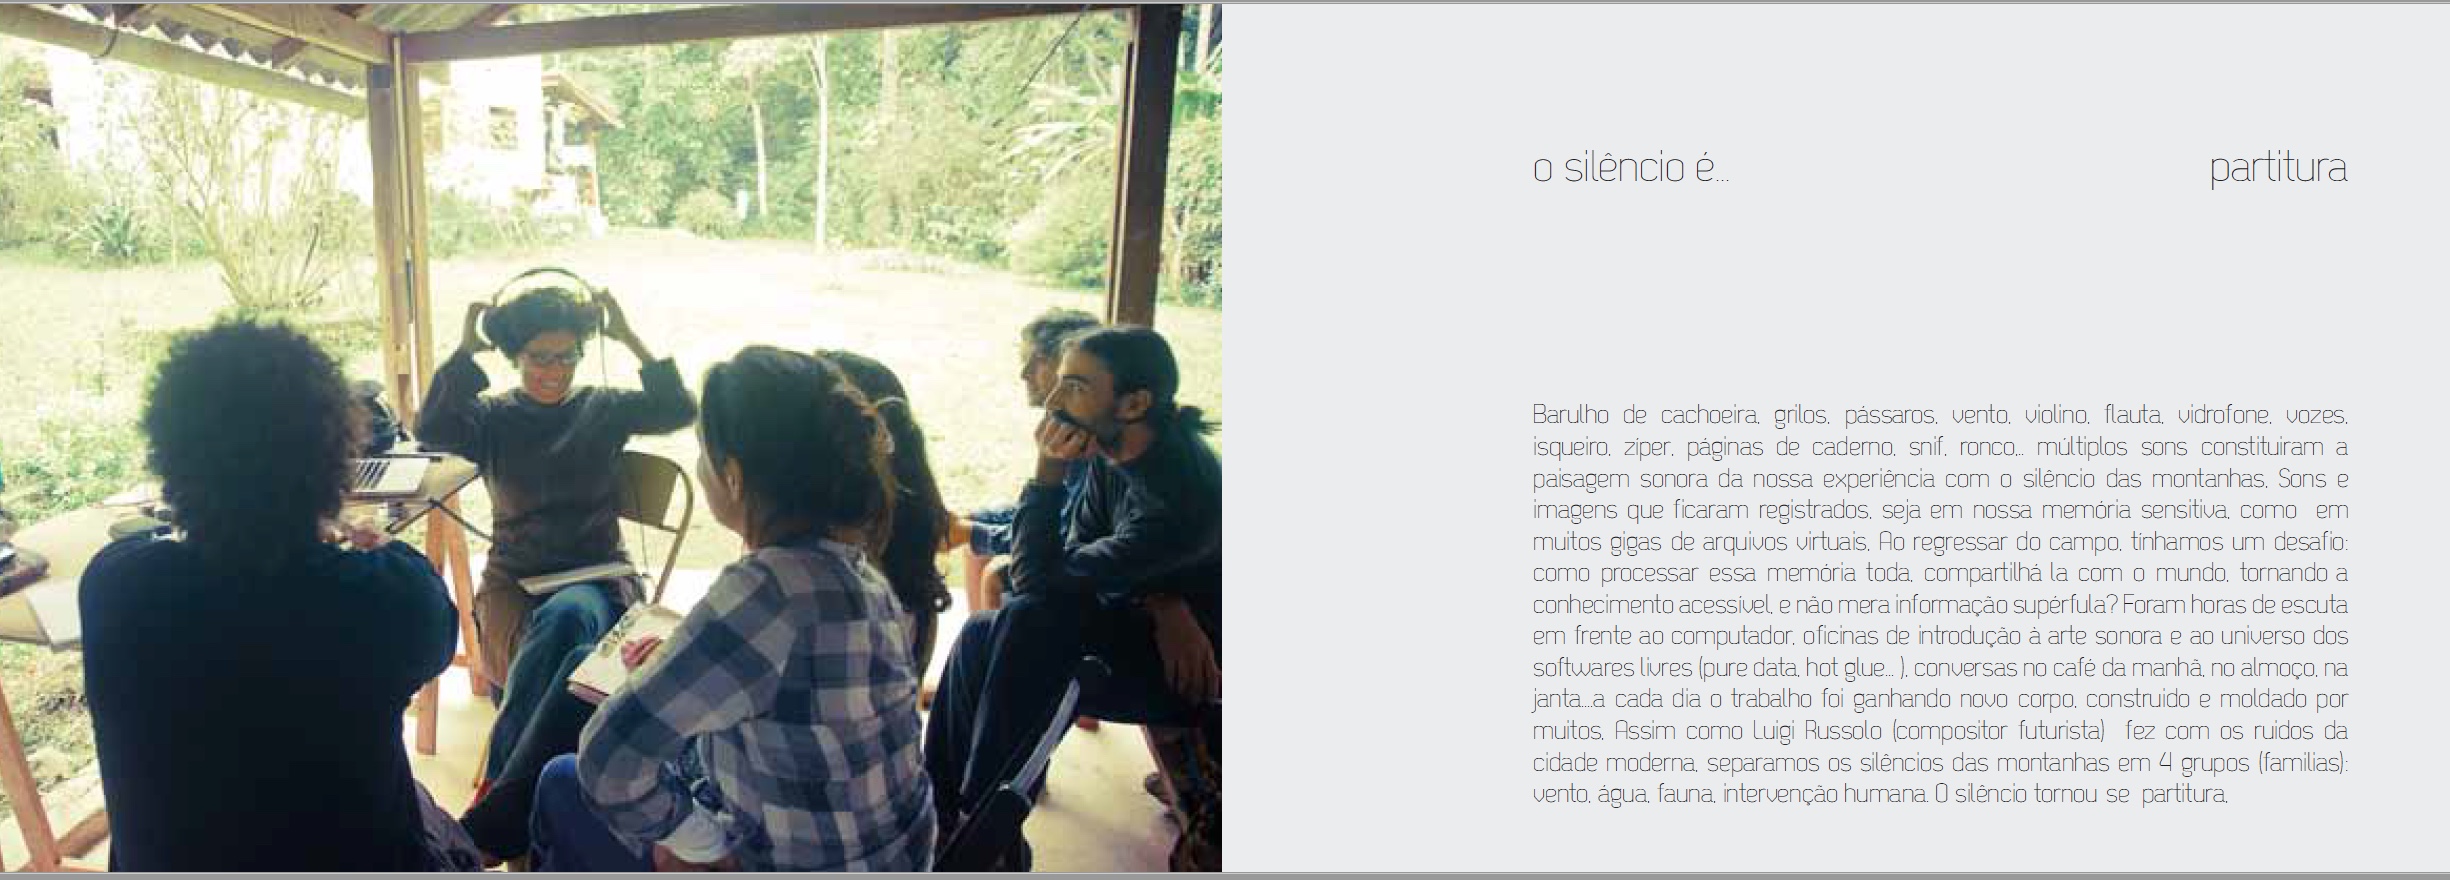 o silêncio é... partitura
Barulho de cachoeira, grilos, pássaros, vento, violino, flauta, vidrofone, vozes,
isqueiro, zíper, páginas de caderno, snif, ronco,.. múltiplos sons constituiram a
paisagem sonora da nossa experiência com o silêncio das montanhas. Sons e
imagens que ficaram registrados, seja em nossa memória sensitiva, como em
muitos gigas de arquivos virtuais. Ao regressar do campo, tínhamos um desafio:
como processar essa memória toda, compartilhá la com o mundo, tornando a
conhecimento acessível, e não mera informação supérfula? Foram horas de escuta
em frente ao computador, oficinas de introdução à arte sonora e ao universo dos
softwares livres (pure data, hot glue... ), conversas no café da manhã, no almoço, na
janta....a cada dia o trabalho foi ganhando novo corpo, construído e moldado por
muitos. Assim como Luigi Russolo (compositor futurista) fez com os ruídos da
cidade moderna, separamos os silêncios das montanhas em 4 grupos (famílias):
vento, água, fauna, intervenção humana. O silêncio tornou se partitura.